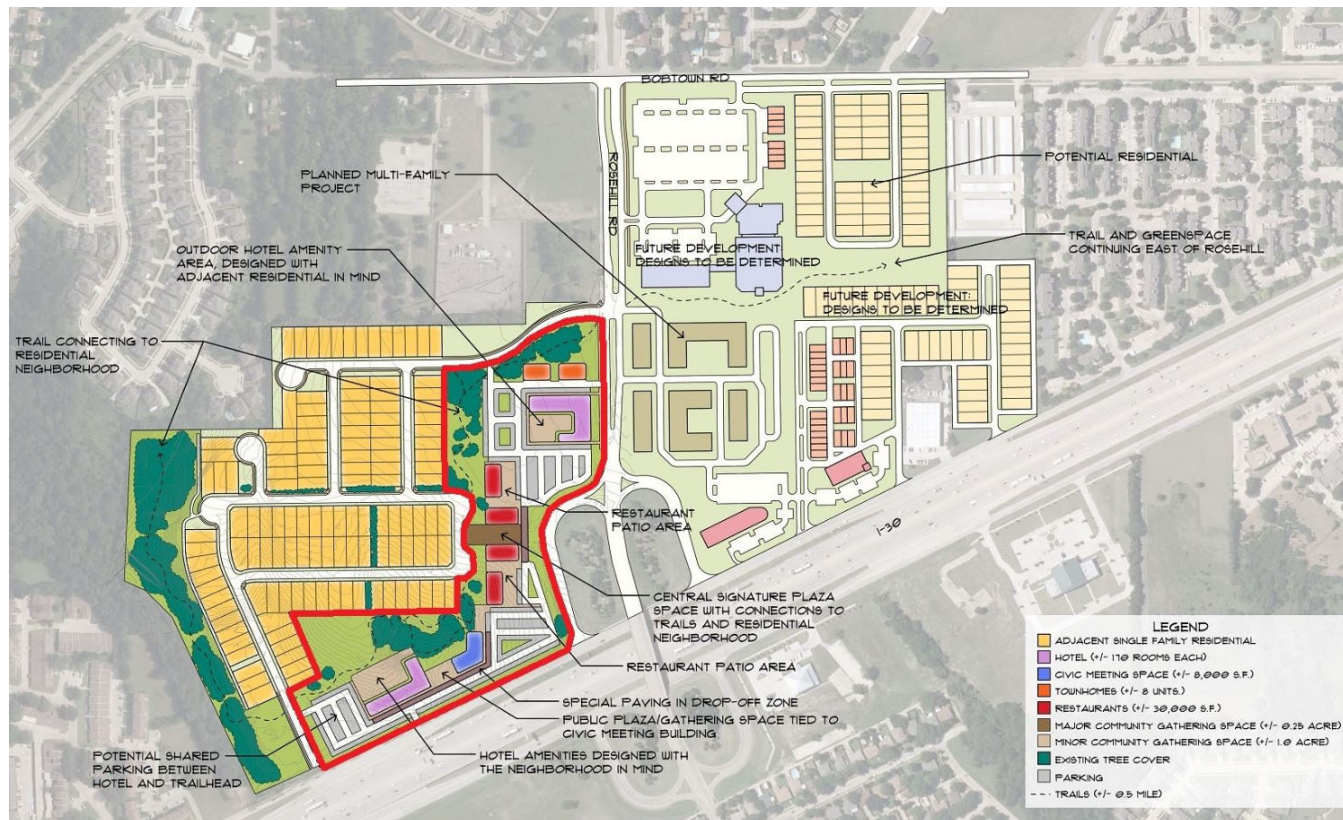 BOBTOWN RD
ROSEHILL RD
PLANNED MULTI-FAMILY
PROJECT
POTENTIAL RESIDENTIAL
OUTDOOR HOTEL AMENITY
AREA, DESIGNED WITH
ADJACENT RESIDENTIAL IN MIND
FUTURE DEVELOPMENT:
DESIGNS TO BE DETERMINED
TRAIL AND GREENSPACE
CONTINUING EAST OF ROSEHILL
FUTURE DEVELOPMENT:
DESIGNS TO BE DETERMINED
TRAIL CONNECTING TO
RESIDENTIAL
NEIGHBORHOOD
RESTAURANT
PATIO AREA
I-30
CENTRAL SIGNATURE PLAZA
SPACE WITH CONNECTIONS TO
TRAILS AND RESIDENTIAL
NEIGHBORHOOD
RESTAURANT PATIO AREA
SPECIAL PAVING IN DROP-OFF ZONE
PUBLIC PLAZA/GATHERING SPACE TIED TO
CIVIC MEETING BUILDING
POTENTIAL SHARED
PARKING BETWEEN
HOTEL AND TRAILHEAD
HOTEL AMENITIES DESIGNED WITH
THE NEIGHBORHOOD IN MIND
LEGEND
ADJACENT SINGLE FAMILY RESIDENTIAL
HOTEL (+/- 170 ROOMS EACH)
CIVIC MEETING SPACE (+/- 8,000 S.F.)
TOWNHOMES (+/- 8 UNITS.)
RESTAURANTS (+/- 30,000 S.F.)
MAJOR COMMUNITY GATHERING SPACE (+/- 0.25 ACRE)
MINOR COMMUNITY GATHERING SPACE (+/- 1.0 ACRE)
EXISTING TREE COVER
PARKING
TRAILS (+/- 0.5 MILE)